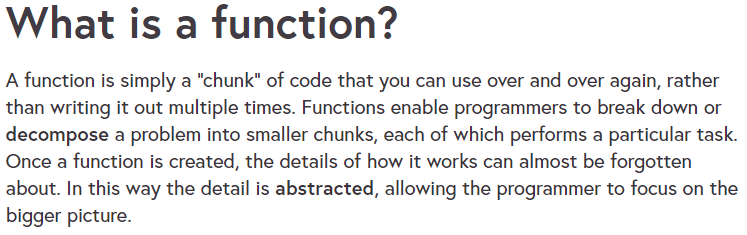 What is a function?
A function is simply a "chunk" of code that you can use over and over again, rather
than writing it out multiple times. Functions enable programmers to break down or
decompose a problem into smaller chunks, each of which performs a particular task.
Once a function is created, the details of how it works can almost be forgotten
about. In this way the detail is abstracted, allowing the programmer to focus on the
bigger picture.